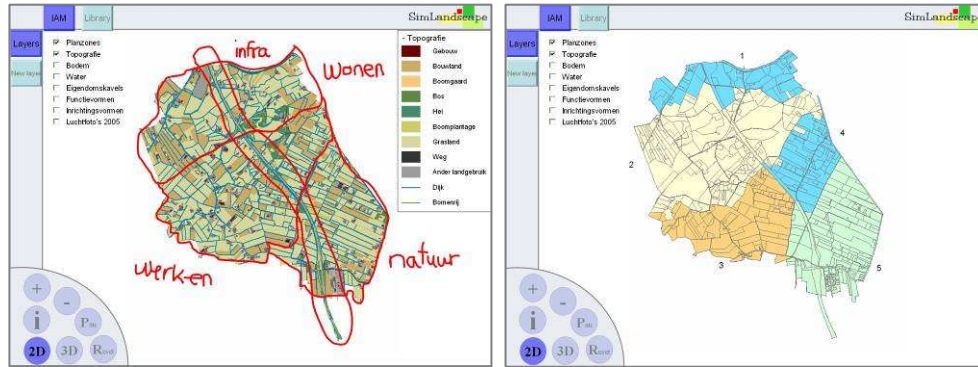 IAM
Library
SimLandscape
Layers
New layer
Planzones
Topografie
Bodem
Water
Eigendomskavels
Functievormen
Inrichtingsvormen
Luchtfoto's 2005
infra
wonen
werken
natuur
- Topografie
Gebouw
Bouwland
Boomgaard
Bos
Hei
Boomplantage
Grasland
Weg
Ander landgebruik
Dijk
Bomenrij
+
-
i
2D
3D
IAM
Library
SimLandscape
Layers
New layer
Planzones
Topografie
Bodem
Water
Eigendomskavels
Functievormen
Inrichtingsvormen
Luchtfoto's 2005
1
2
3
4
5
+
-
i
2D
3D